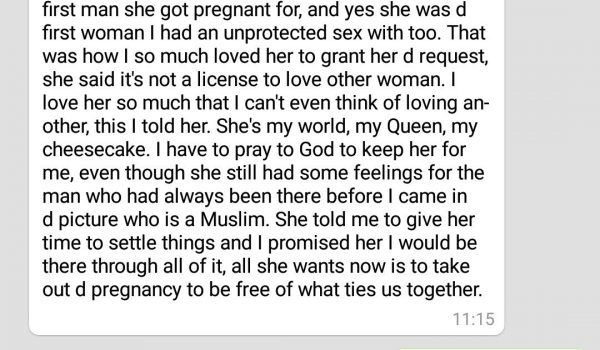 first man she got pregnant for, and yes she was d
first woman I had an unprotected sex with too. That
was how I so much loved her to grant her d request,
she said it's not a license to love other woman. I
love her so much that I can't even think of loving an-
other, this I told her. She's my world, my Queen, my
cheesecake. I have to pray to God to keep her for
me, even though she still had some feelings for the
man who had always been there before I came in
d picture who is a Muslim. She told me to give her
time to settle things and I promised her I would be
there through all of it, all she wants now is to take
out d pregnancy to be free of what ties us together.
11:15